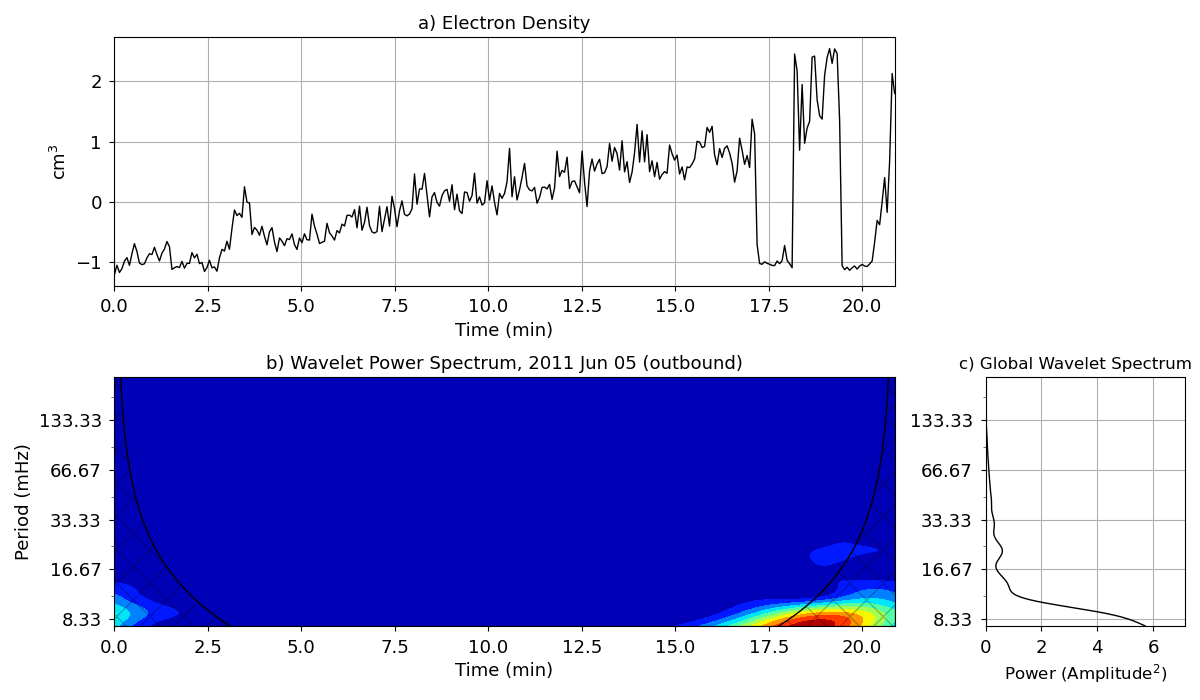 a) Electron Density
cm³
2
1
0
−1
0.0 2.5 5.0 7.5 10.0 12.5 15.0 17.5 20.0
Time (min)
b) Wavelet Power Spectrum, 2011 Jun 05 (outbound)
Period (mHz)
133.33
66.67
33.33
16.67
8.33
0.0 2.5 5.0 7.5 10.0 12.5 15.0 17.5 20.0
Time (min)
c) Global Wavelet Spectrum
133.33
66.67
33.33
16.67
8.33
0 2 4 6
Power (Amplitude²)